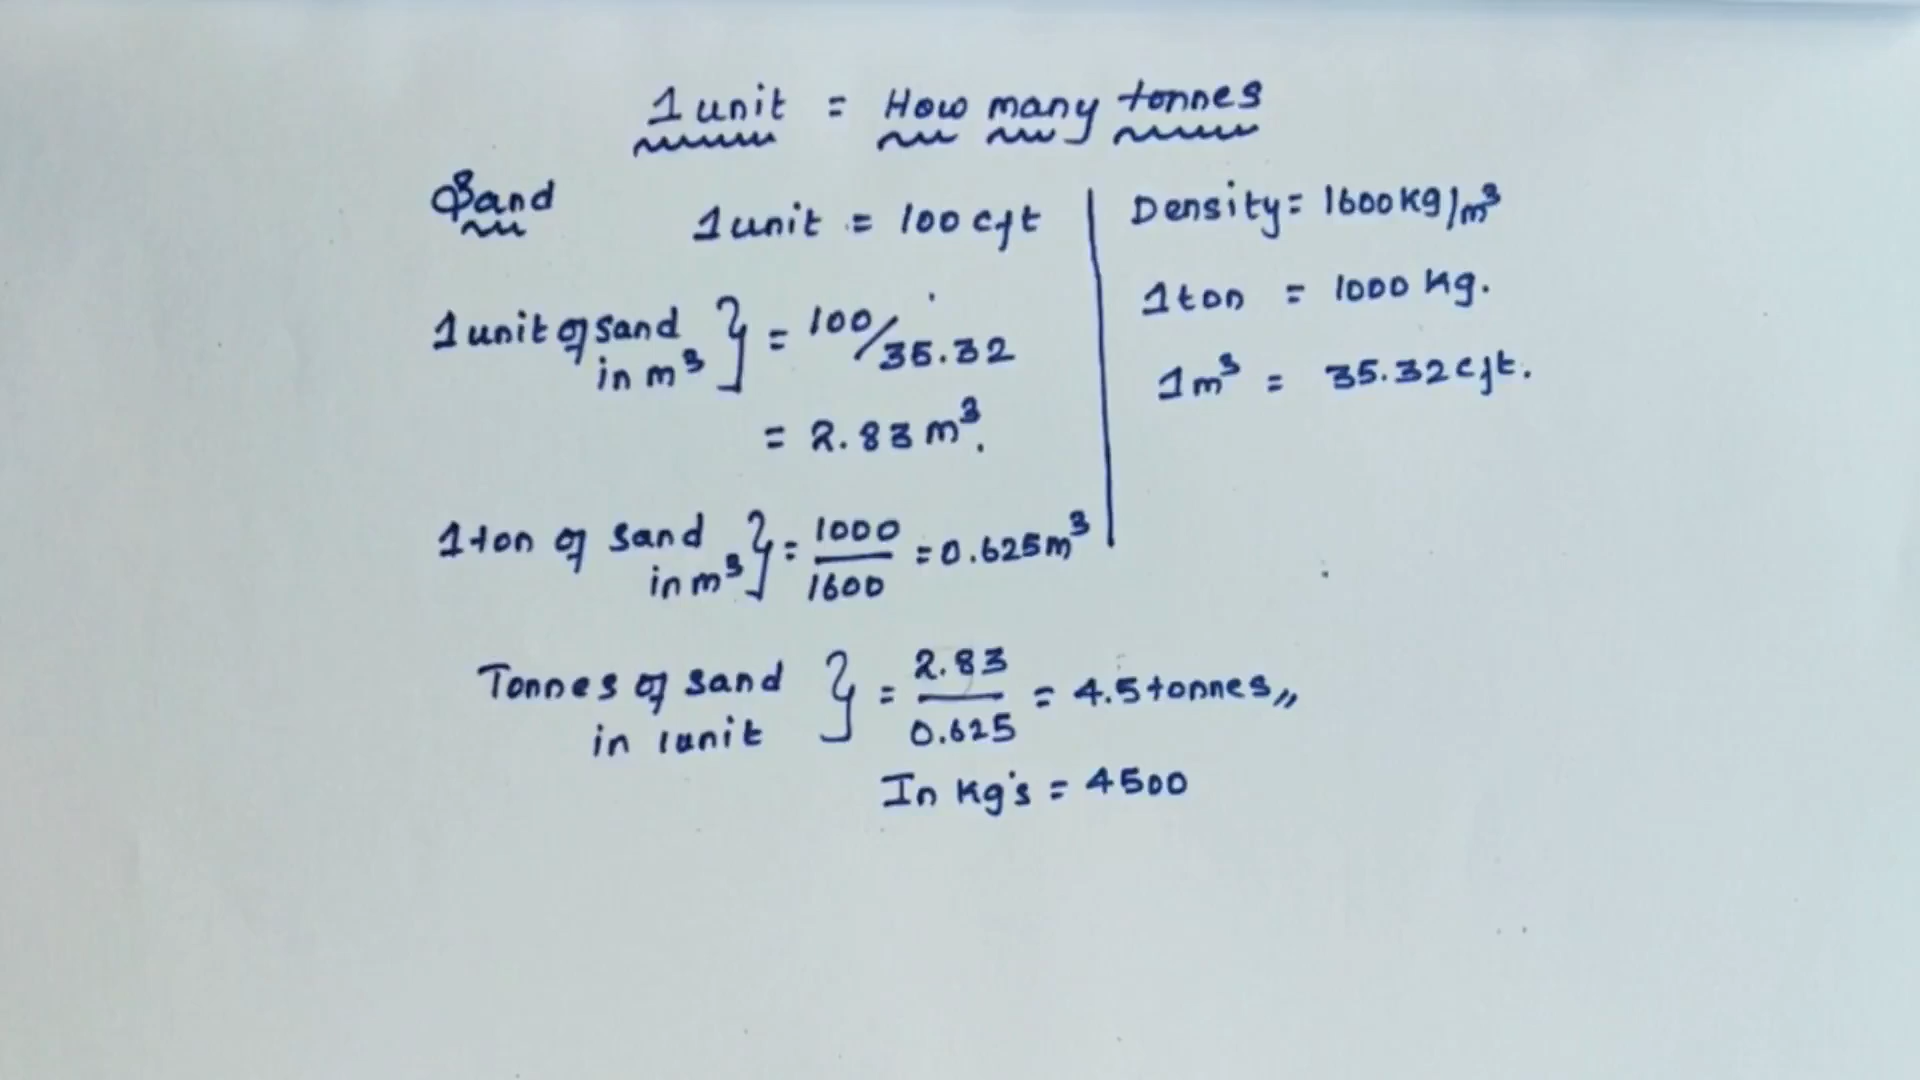 1 unit = How many tonnes
Sand
1 unit = 100 cft
1 unit of sand in m³ } = 100/35.32
= 2.83 m³.
Density = 1600 kg/m³
1 ton = 1000 kg.
1 m³ = 35.32 cft.
1 ton of sand in m³ } = 1000/1600 = 0.625 m³
Tonnes of sand in 1 unit } = 2.83/0.625 = 4.5 tonnes,,
In kg's = 4500